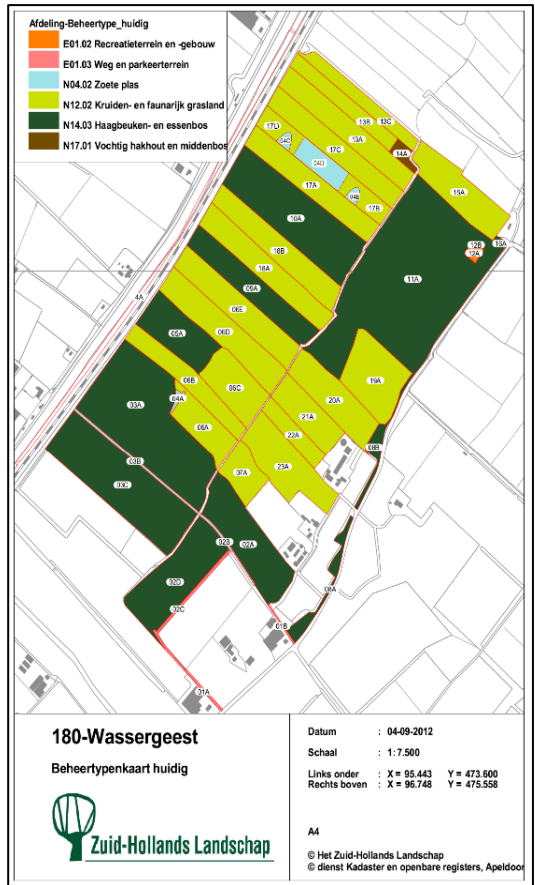 Afdeling-Beheertype_huidig
E01.02 Recreatieterrein en -gebouw
E01.03 Weg en parkeerterrein
N04.02 Zoete plas
N12.02 Kruiden- en faunarijk grasland
N14.03 Haagbeuken- en essenbos
N17.01 Vochtig hakhout en middenbos
13B
13C
17D
04C
13A
17C
14A
04D
17A
04B
17B
15A
10A
16A
12B
12A
18B
11A
18A
09A
4A
06E
05A
06D
19A
06B
06C
04A
20A
03A
21A
06A
22A
08B
03B
07A
23A
03C
02B
02A
02D
08A
02C
01B
01A
180-Wassergeest
Beheertypenkaart huidig
Zuid-Hollands Landschap
Datum : 04-09-2012
Schaal : 1: 7.500
Links onder : X = 95.443 Y = 473.600
Rechts boven : X = 96.748 Y = 475.558
A4
© Het Zuid-Hollands Landschap
© dienst Kadaster en openbare registers, Apeldoor